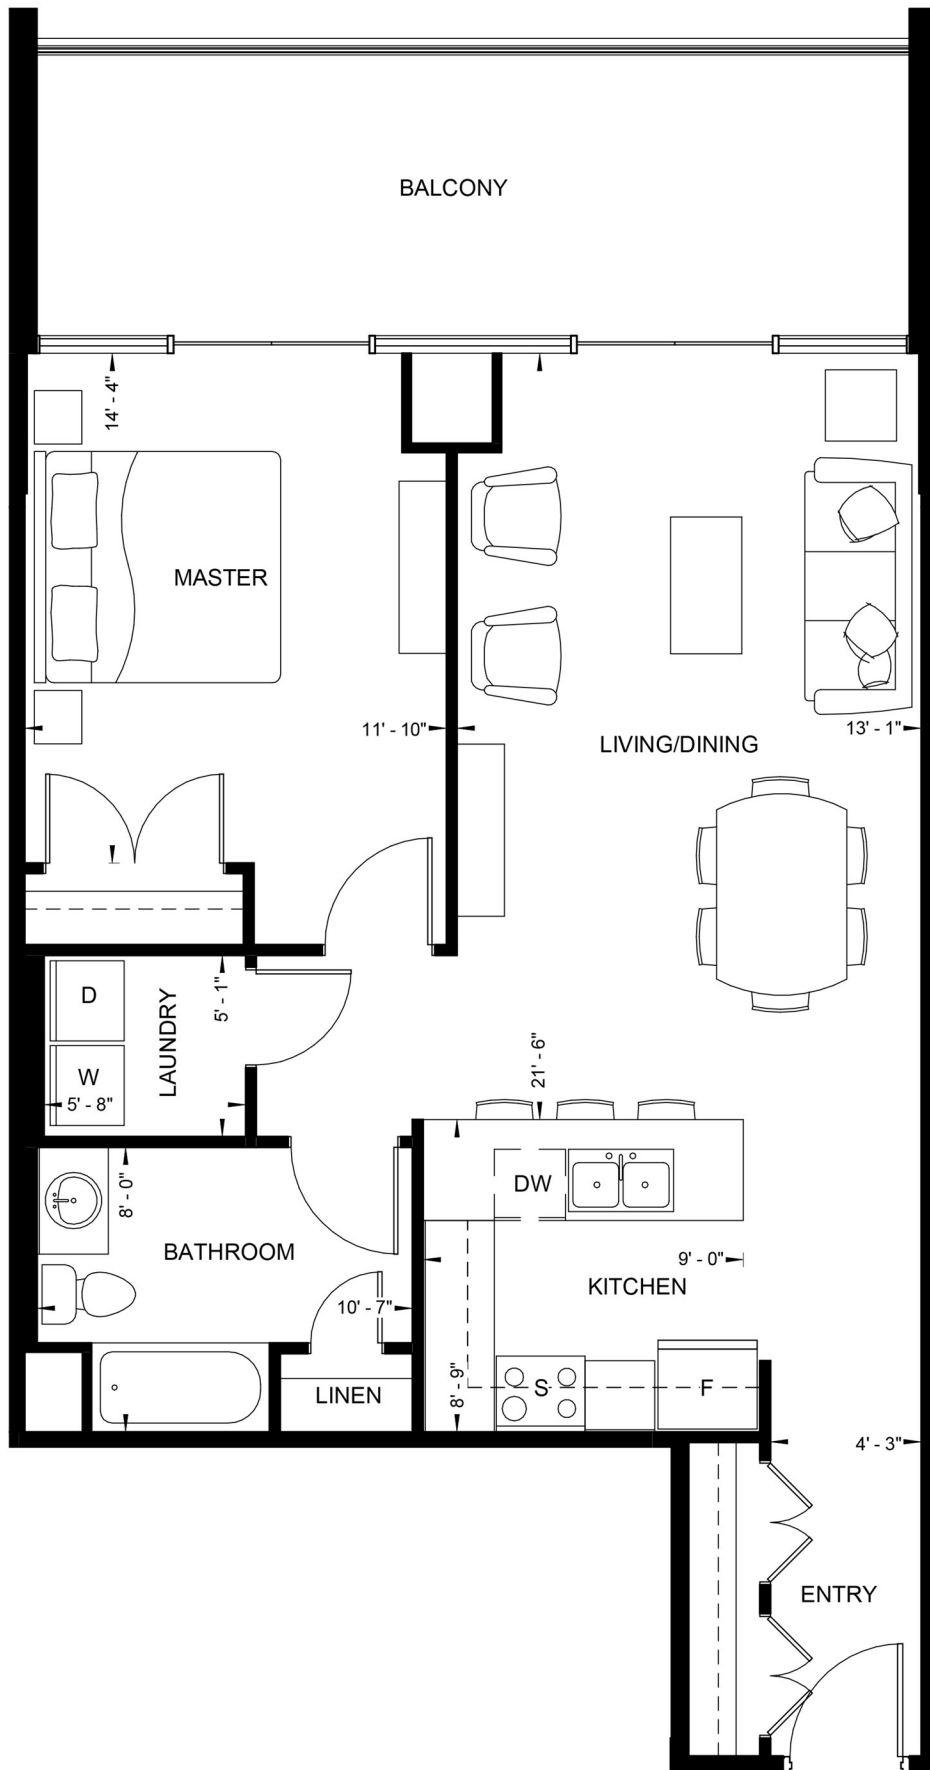 BALCONY
14' - 4"
MASTER
11' - 10"
LIVING/DINING
13' - 1"
D
W
5' - 8"
LAUNDRY
5' - 1"
21' - 6"
8' - 0"
BATHROOM
10' - 7"
LINEN
DW
9' - 0"
KITCHEN
8' - 9"
S
F
4' - 3"
ENTRY